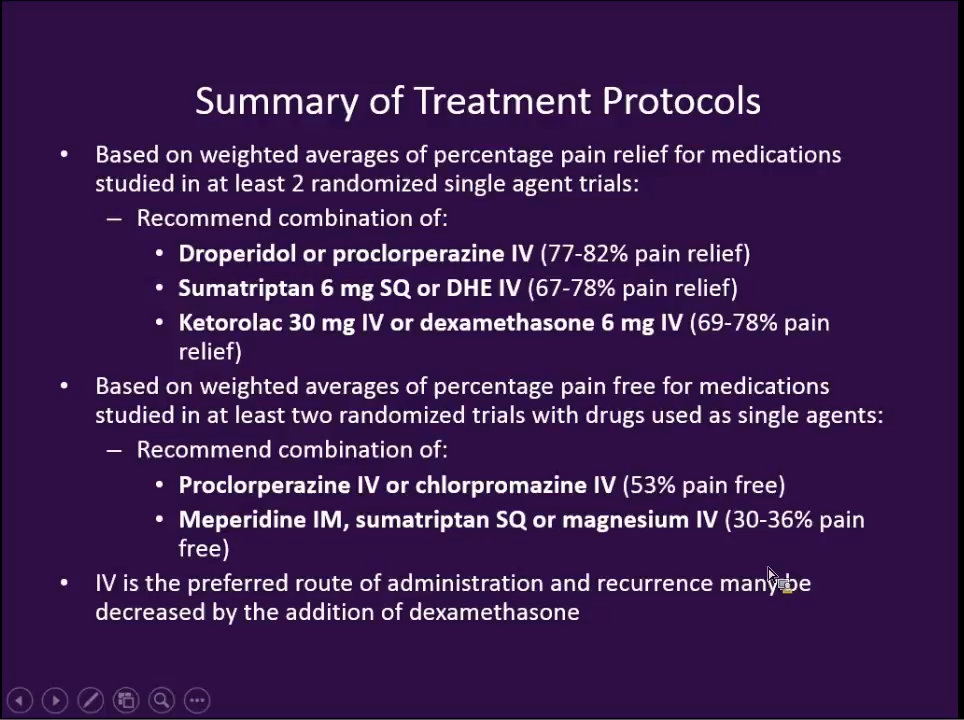 Summary of Treatment Protocols
• Based on weighted averages of percentage pain relief for medications
studied in at least 2 randomized single agent trials:
– Recommend combination of:
• Droperidol or proclorperazine IV (77-82% pain relief)
• Sumatriptan 6 mg SQ or DHE IV (67-78% pain relief)
• Ketorolac 30 mg IV or dexamethasone 6 mg IV (69-78% pain
relief)
• Based on weighted averages of percentage pain free for medications
studied in at least two randomized trials with drugs used as single agents:
– Recommend combination of:
• Proclorperazine IV or chlorpromazine IV (53% pain free)
• Meperidine IM, sumatriptan SQ or magnesium IV (30-36% pain
free)
• IV is the preferred route of administration and recurrence many be
decreased by the addition of dexamethasone